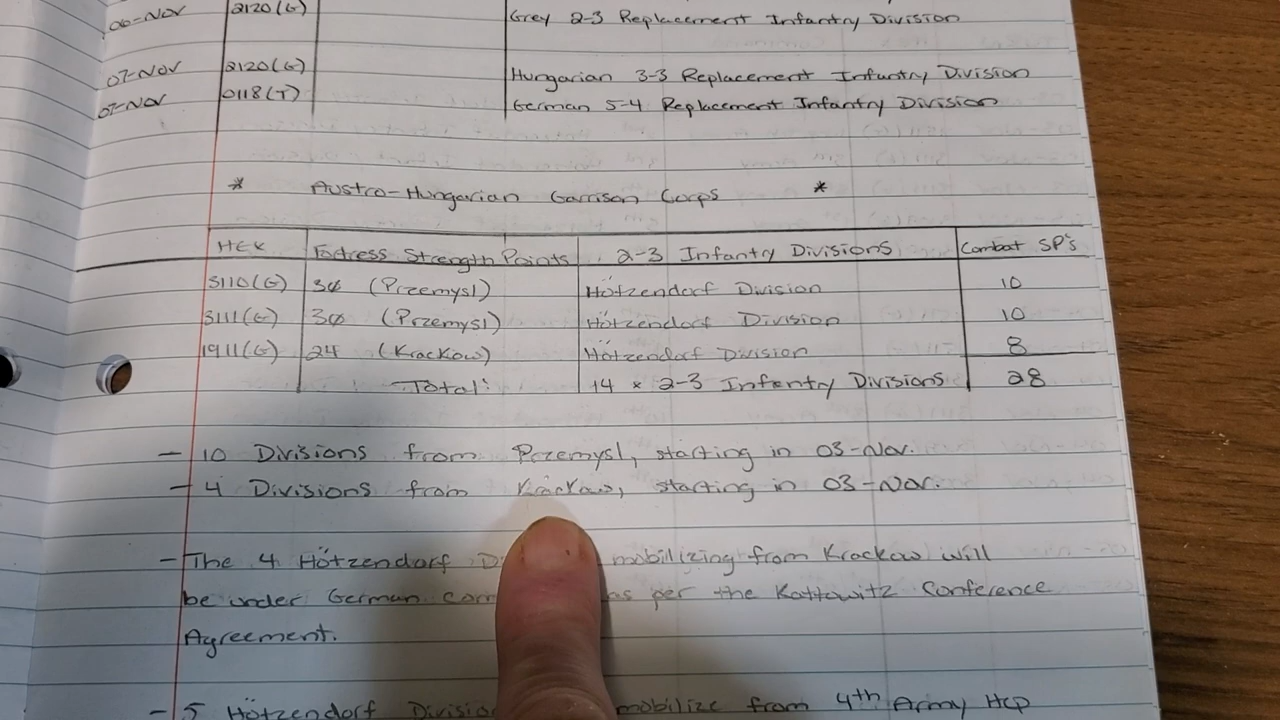 06-Nov 2120(G) Grey 2-3 Replacement Infantry Division
07-Nov 2120(G) Hungarian 3-3 Replacement Infantry Division
07-Nov 0118(T) German 5-4 Replacement Infantry Division
* Austro-Hungarian Garrison Corps *
HEX Fortress Strength Points 2-3 Infantry Divisions Combat SP's
3110(G) 30 (Przemysl) Hötzendorf Division 10
3111(G) 30 (Przemysl) Hötzendorf Division 10
1911(G) 24 (Krackow) Hötzendorf Division 8
Total: 14 x 2-3 Infantry Divisions 28
- 10 Divisions from Przemysl, starting in 03-Nov.
- 4 Divisions from Krackow, starting in 03-Nov.
- The 4 Hötzendorf mobilizing from Krackow will
be under German as per the Kattowitz Conference
Agreement.
- 5 Hötzendorf mobilize from 4th Army HCP